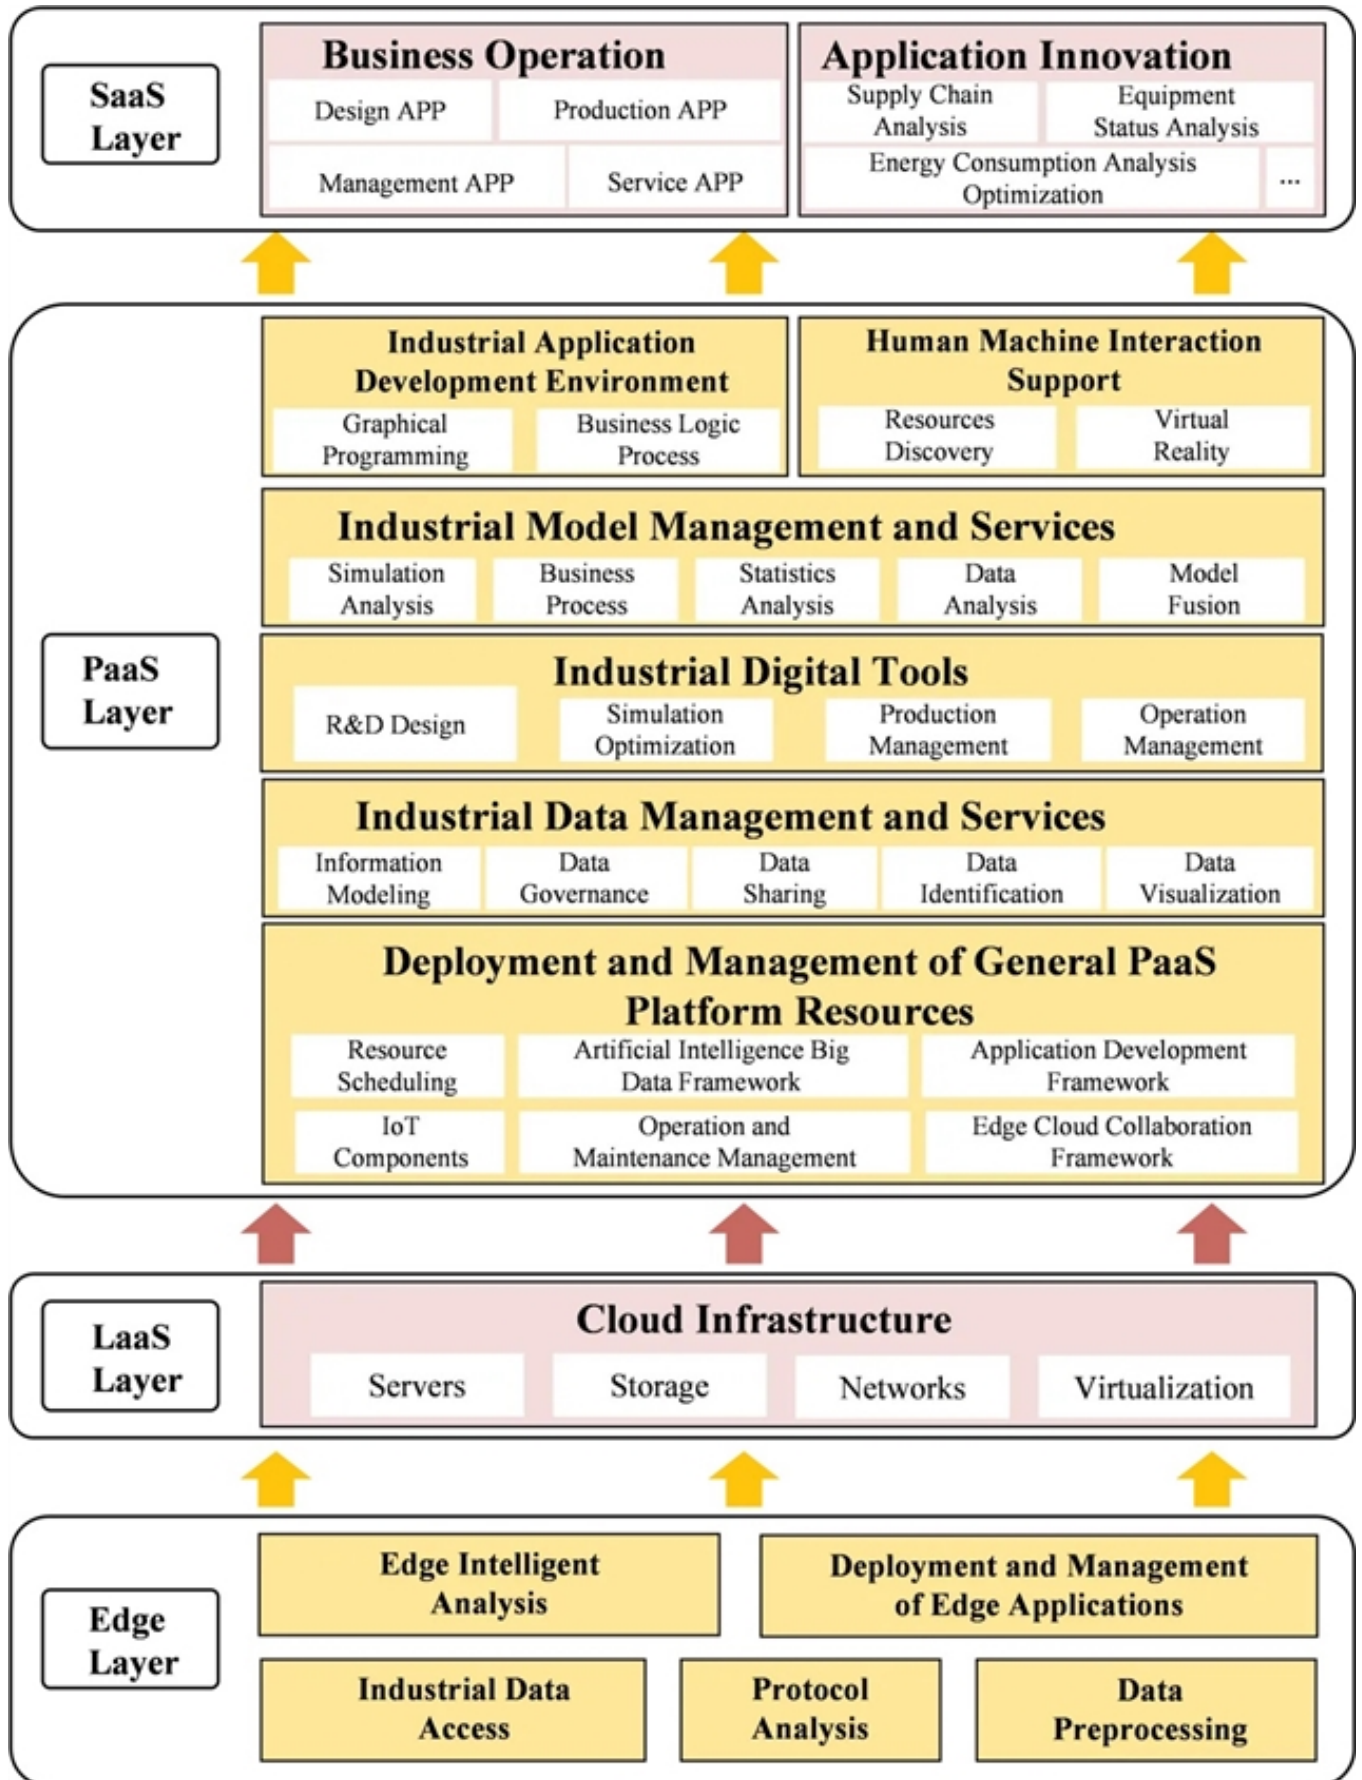 SaaS
Layer
Business Operation
Design APP
Production APP
Management APP
Service APP
Application Innovation
Supply Chain
Analysis
Equipment
Status Analysis
Energy Consumption Analysis
Optimization
...
PaaS
Layer
Industrial Application
Development Environment
Graphical
Programming
Business Logic
Process
Human Machine Interaction
Support
Resources
Discovery
Virtual
Reality
Industrial Model Management and Services
Simulation
Analysis
Business
Process
Statistics
Analysis
Data
Analysis
Model
Fusion
Industrial Digital Tools
R&D Design
Simulation
Optimization
Production
Management
Operation
Management
Industrial Data Management and Services
Information
Modeling
Data
Governance
Data
Sharing
Data
Identification
Data
Visualization
Deployment and Management of General PaaS
Platform Resources
Resource
Scheduling
Artificial Intelligence Big
Data Framework
Application Development
Framework
IoT
Components
Operation and
Maintenance Management
Edge Cloud Collaboration
Framework
LaaS
Layer
Cloud Infrastructure
Servers
Storage
Networks
Virtualization
Edge
Layer
Edge Intelligent
Analysis
Deployment and Management
of Edge Applications
Industrial Data
Access
Protocol
Analysis
Data
Preprocessing